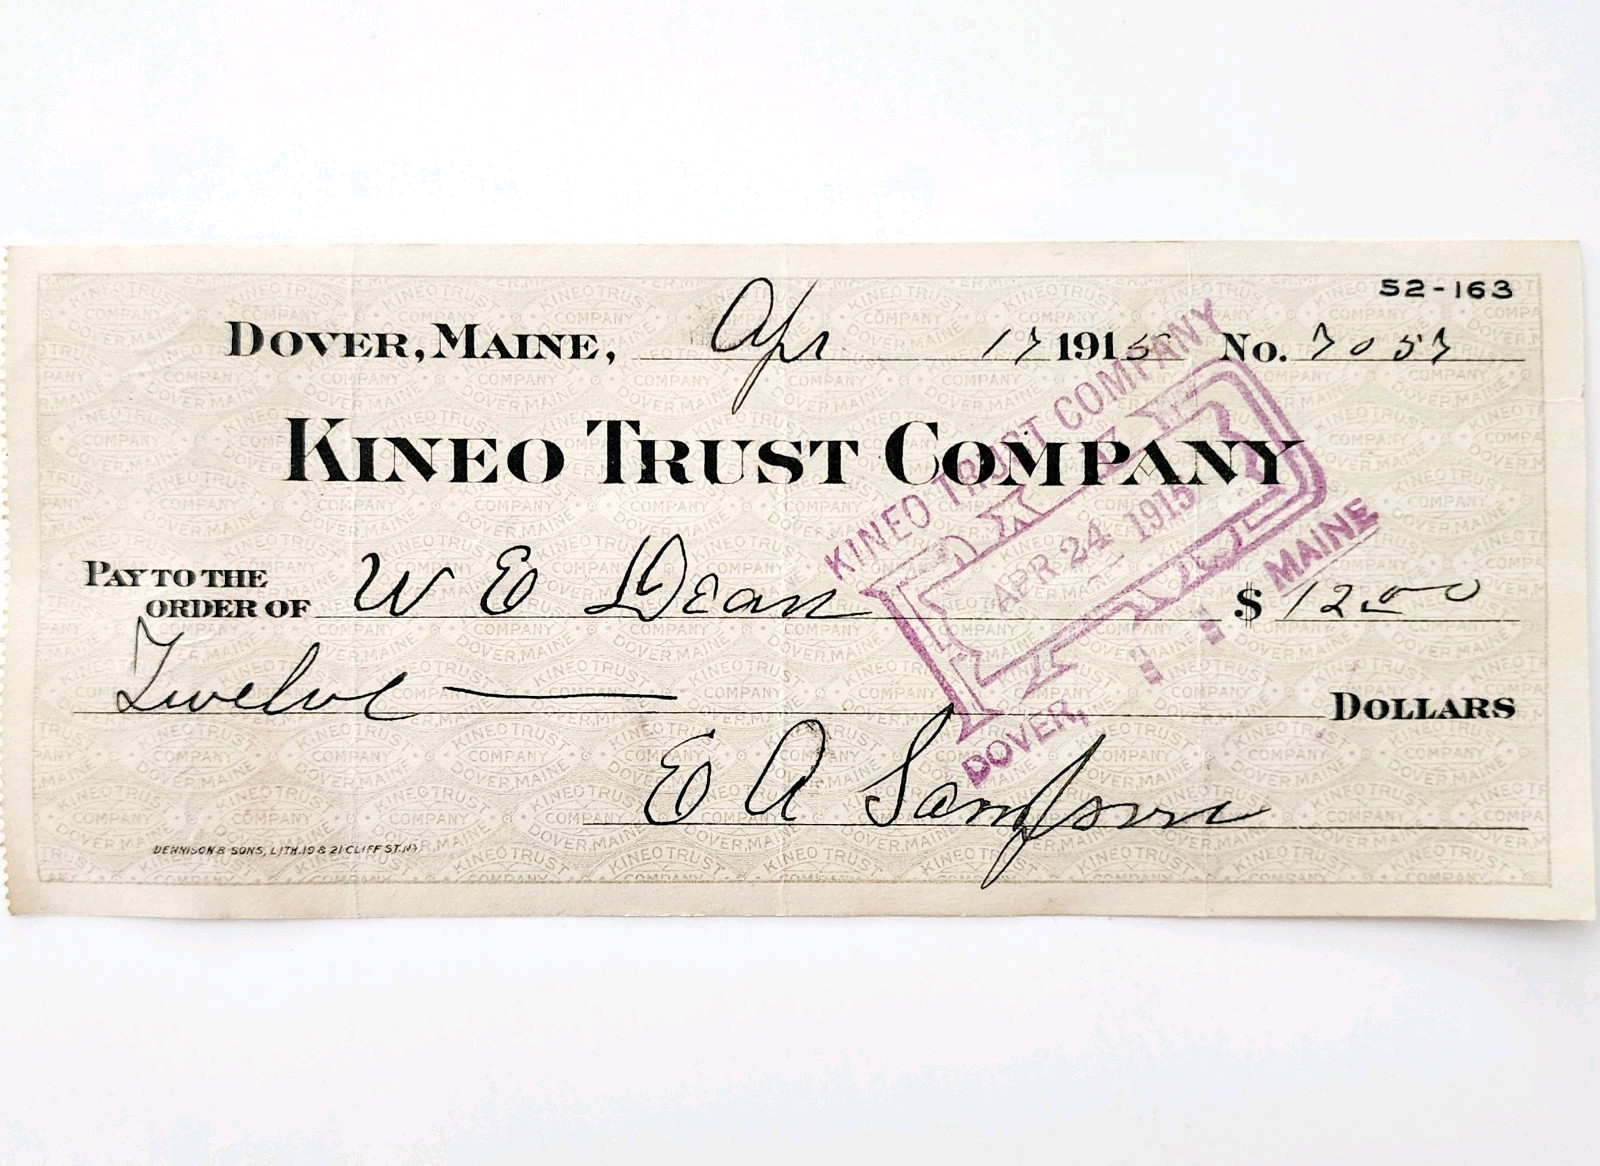 52-163
DOVER, MAINE, Apr 17 1915 No. 7057
KINEO TRUST COMPANY
PAY TO THE
ORDER OF W E Dean $ 12.00
Twelve DOLLARS
E A Sampson
DENNISON & SONS, LITH. 19 & 21 CLIFF ST. N.Y.
KINEO TRUST COMPANY
PAID
APR 24 1915
DOVER, MAINE